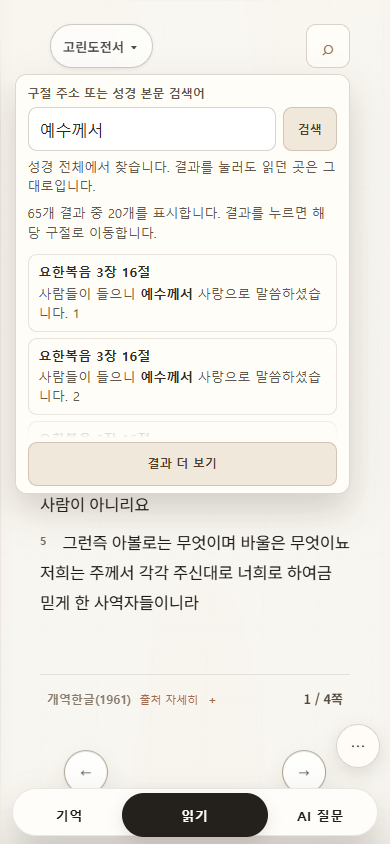 고린도전서
구절 주소 또는 성경 본문 검색어
예수께서
검색
성경 전체에서 찾습니다. 결과를 눌러도 읽던 곳은 그
대로입니다.
65개 결과 중 20개를 표시합니다. 결과를 누르면 해
당 구절로 이동합니다.
요한복음 3장 16절
사람들이 들으니 예수께서 사랑으로 말씀하셨습
니다. 1
요한복음 3장 16절
사람들이 들으니 예수께서 사랑으로 말씀하셨습
니다. 2
결과 더 보기
사람이 아니리요
5 그런즉 아볼로는 무엇이며 바울은 무엇이뇨
저희는 주께서 각각 주신대로 너희로 하여금
믿게 한 사역자들이니라
개역한글(1961) 출처 자세히 +
1 / 4쪽
기억
읽기
AI 질문